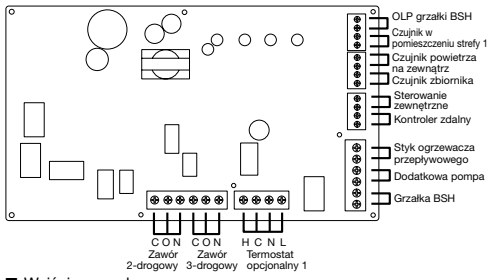 OLP grzałki BSH
Czujnik w
pomieszczeniu strefy 1
Czujnik powietrza
na zewnątrz
Czujnik zbiornika
Sterowanie
zewnętrzne
Kontroler zdalny
Styk ogrzewacza
przepływowego
Dodatkowa pompa
Grzałka BSH
C O N C O N H C N L
Zawór Zawór Termostat
2-drogowy 3-drogowy opcjonalny 1